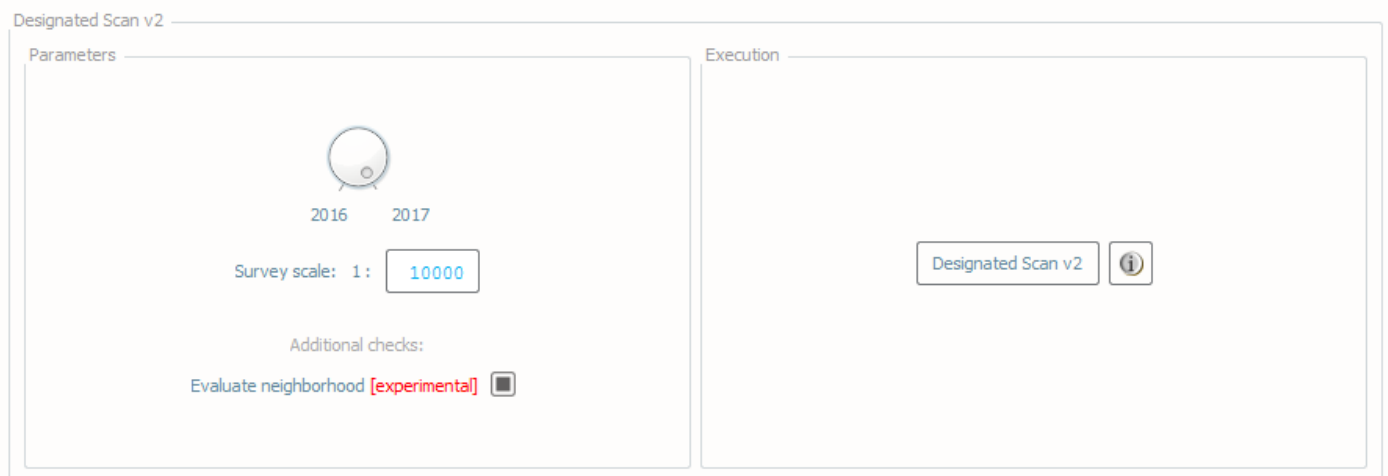 Designated Scan v2
Parameters
Execution
2016 2017
Survey scale: 1 : 10000
Designated Scan v2
Additional checks:
Evaluate neighborhood [experimental]